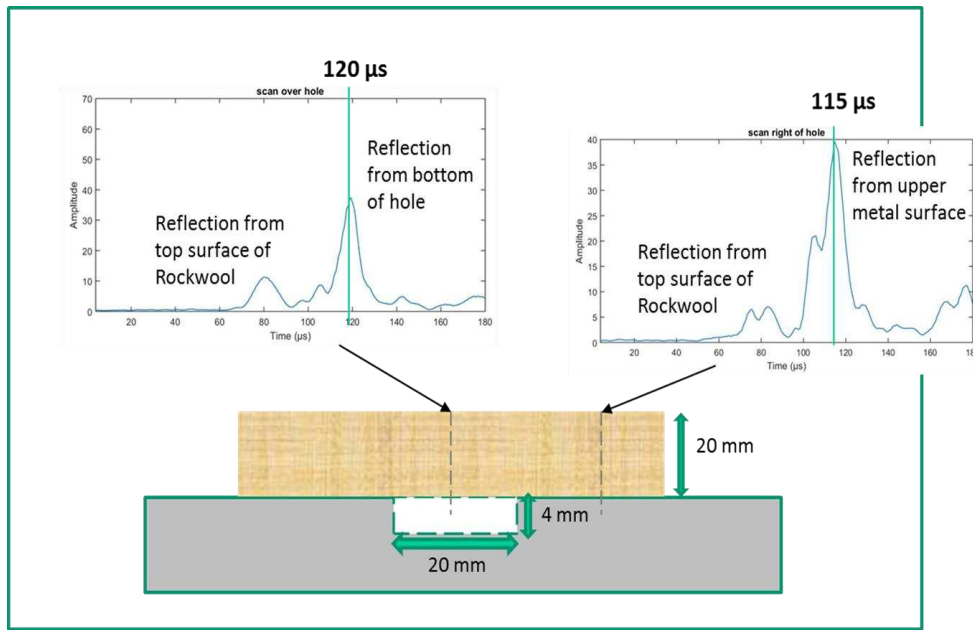 120 µs
scan over hole
70
60
50
40
30
20
10
0
Amplitude
Reflection from
top surface of
Rockwool
Reflection
from bottom
of hole
20
40
60
80
100
120
140
160
180
Time (µs)
115 µs
scan right of hole
40
35
30
25
20
15
10
5
0
Amplitude
Reflection from
top surface of
Rockwool
Reflection
from upper
metal surface
20
40
60
80
100
120
140
160
180
Time (µs)
20 mm
4 mm
20 mm